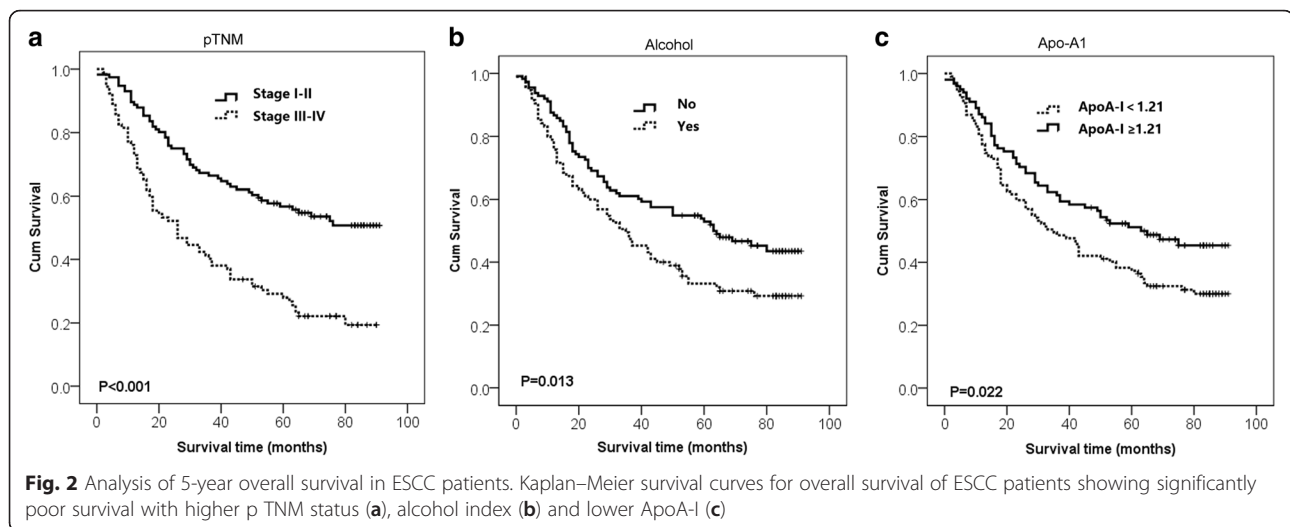 a
pTNM
1.0
0.8
0.6
0.4
0.2
0.0
Cum Survival
Stage I-II
Stage III-IV
P<0.001
0 20 40 60 80 100
Survival time (months)
b
Alcohol
1.0
0.8
0.6
0.4
0.2
0.0
Cum Survival
No
Yes
P=0.013
0 20 40 60 80 100
Survival time (months)
c
Apo-A1
1.0
0.8
0.6
0.4
0.2
0.0
Cum Survival
ApoA-I < 1.21
ApoA-I ≥1.21
P=0.022
0 20 40 60 80 100
Survival time (months)
Fig. 2 Analysis of 5-year overall survival in ESCC patients. Kaplan–Meier survival curves for overall survival of ESCC patients showing significantly
poor survival with higher p TNM status (a), alcohol index (b) and lower ApoA-I (c)